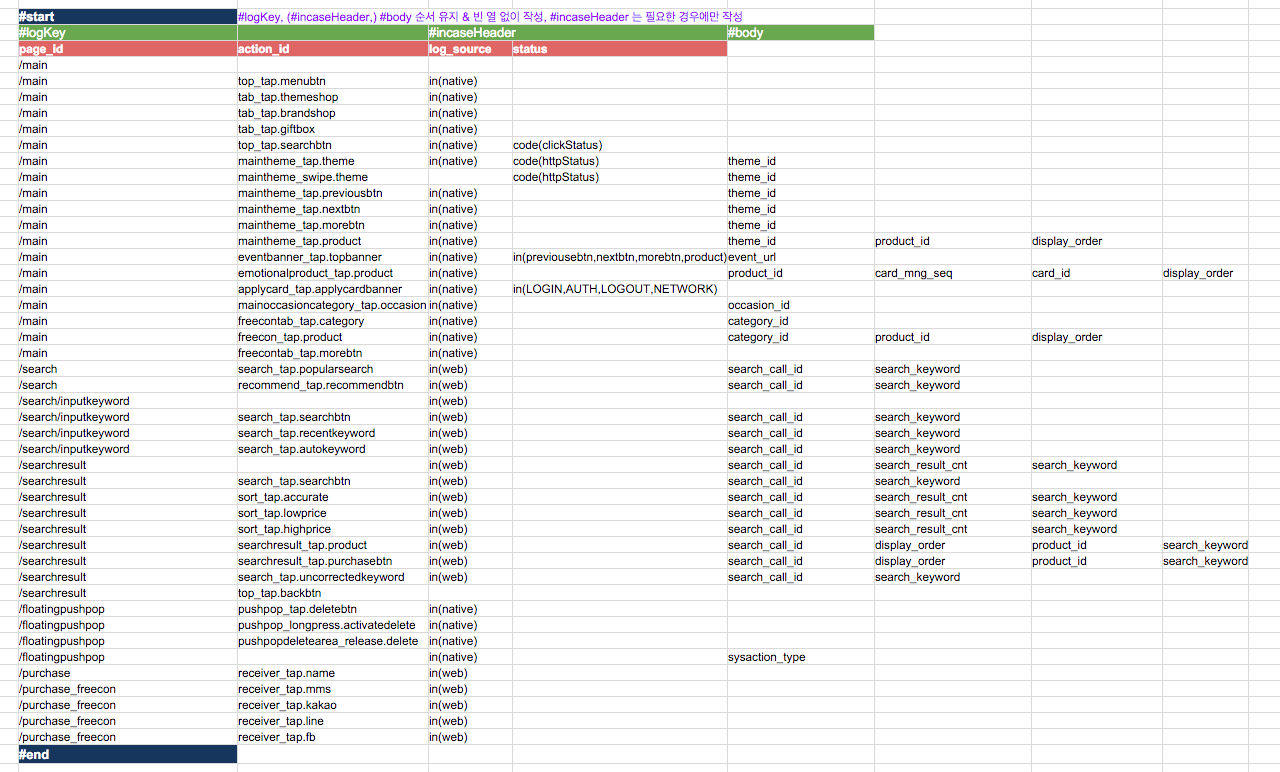 #start #logKey, (#incaseHeader,) #body 순서 유지 & 빈 열 없이 작성, #incaseHeader 는 필요한 경우에만 작성
#logKey #incaseHeader #body
page_id action_id log_source status
/main
/main top_tap.menubtn in(native)
/main tab_tap.themeshop in(native)
/main tab_tap.brandshop in(native)
/main tab_tap.giftbox in(native)
/main top_tap.searchbtn in(native) code(clickStatus)
/main maintheme_tap.theme in(native) code(httpStatus) theme_id
/main maintheme_swipe.theme code(httpStatus) theme_id
/main maintheme_tap.previousbtn in(native) theme_id
/main maintheme_tap.nextbtn in(native) theme_id
/main maintheme_tap.morebtn in(native) theme_id
/main maintheme_tap.product in(native) theme_id product_id display_order
/main eventbanner_tap.topbanner in(native) in(previousebtn,nextbtn,morebtn,product) event_url
/main emotionalproduct_tap.product in(native) product_id card_mng_seq card_id display_order
/main applycard_tap.applycardbanner in(native) in(LOGIN,AUTH,LOGOUT,NETWORK)
/main mainoccasioncategory_tap.occasion in(native) occasion_id
/main freecontab_tap.category in(native) category_id
/main freecon_tap.product in(native) category_id product_id display_order
/main freecontab_tap.morebtn in(native)
/search search_tap.popularsearch in(web) search_call_id search_keyword
/search recommend_tap.recommendbtn in(web) search_call_id search_keyword
/search/inputkeyword in(web)
/search/inputkeyword search_tap.searchbtn in(web) search_call_id search_keyword
/search/inputkeyword search_tap.recentkeyword in(web) search_call_id search_keyword
/search/inputkeyword search_tap.autokeyword in(web) search_call_id search_keyword
/searchresult in(web) search_call_id search_result_cnt search_keyword
/searchresult search_tap.searchbtn in(web) search_call_id search_keyword
/searchresult sort_tap.accurate in(web) search_call_id search_result_cnt search_keyword
/searchresult sort_tap.lowprice in(web) search_call_id search_result_cnt search_keyword
/searchresult sort_tap.highprice in(web) search_call_id search_result_cnt search_keyword
/searchresult searchresult_tap.product in(web) search_call_id display_order product_id search_keyword
/searchresult searchresult_tap.purchasebtn in(web) search_call_id display_order product_id search_keyword
/searchresult search_tap.uncorrectedkeyword in(web) search_call_id search_keyword
/searchresult top_tap.backbtn
/floatingpushpop pushpop_tap.deletebtn in(native)
/floatingpushpop pushpop_longpress.activatedelete in(native)
/floatingpushpop pushpopdeletearea_release.delete in(native)
/floatingpushpop in(native) sysaction_type
/purchase receiver_tap.name in(web)
/purchase_freecon receiver_tap.mms in(web)
/purchase_freecon receiver_tap.kakao in(web)
/purchase_freecon receiver_tap.line in(web)
/purchase_freecon receiver_tap.fb in(web)
#end